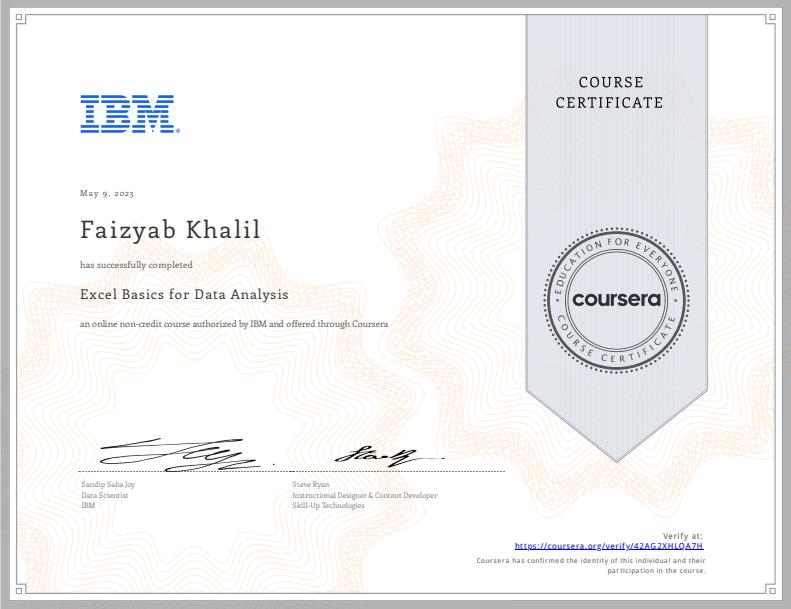 COURSE
CERTIFICATE
IBM®
May 9, 2023
Faizyab Khalil
has successfully completed
Excel Basics for Data Analysis
an online non-credit course authorized by IBM and offered through Coursera
EDUCATION FOR EVERYONE
coursera
COURSE CERTIFICATE
Sandip Saha Joy
Data Scientist
IBM
Steve Ryan
Instructional Designer & Content Developer
Skill-Up Technologies
Verify at:
https://coursera.org/verify/42AG2XHLQA7H
Coursera has confirmed the identity of this individual and their
participation in the course.